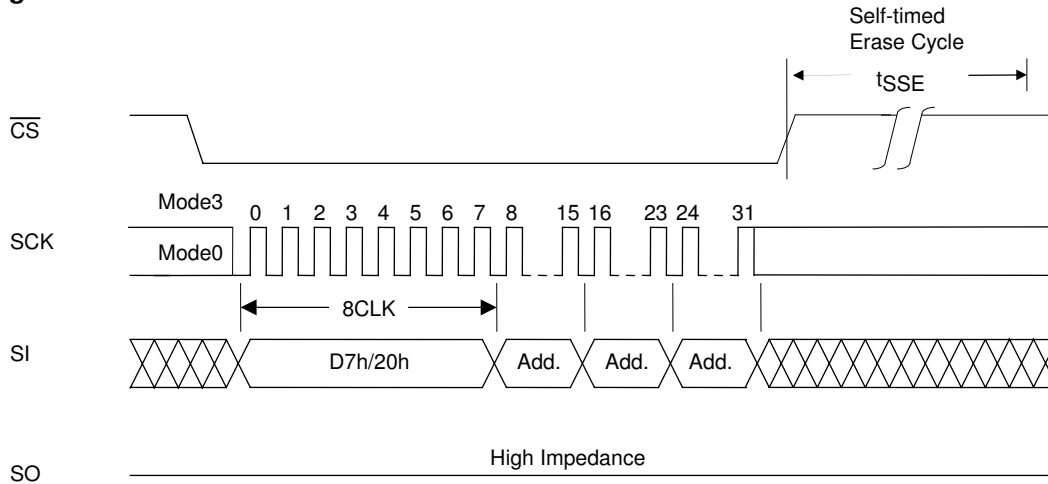 Self-timed
Erase Cycle
tSSE
CS
Mode3
0 1 2 3 4 5 6 7 8 15 16 23 24 31
SCK
Mode0
8CLK
SI
D7h/20h Add. Add. Add.
High Impedance
SO